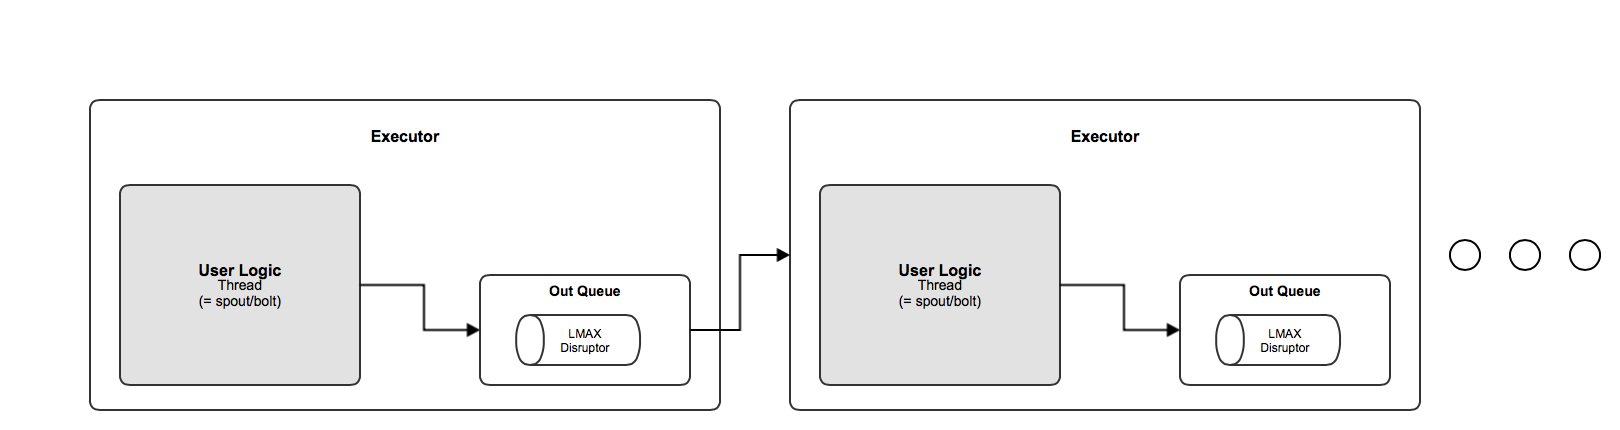 Executor
User Logic
Thread
(= spout/bolt)
Out Queue
LMAX
Disruptor
Executor
User Logic
Thread
(= spout/bolt)
Out Queue
LMAX
Disruptor